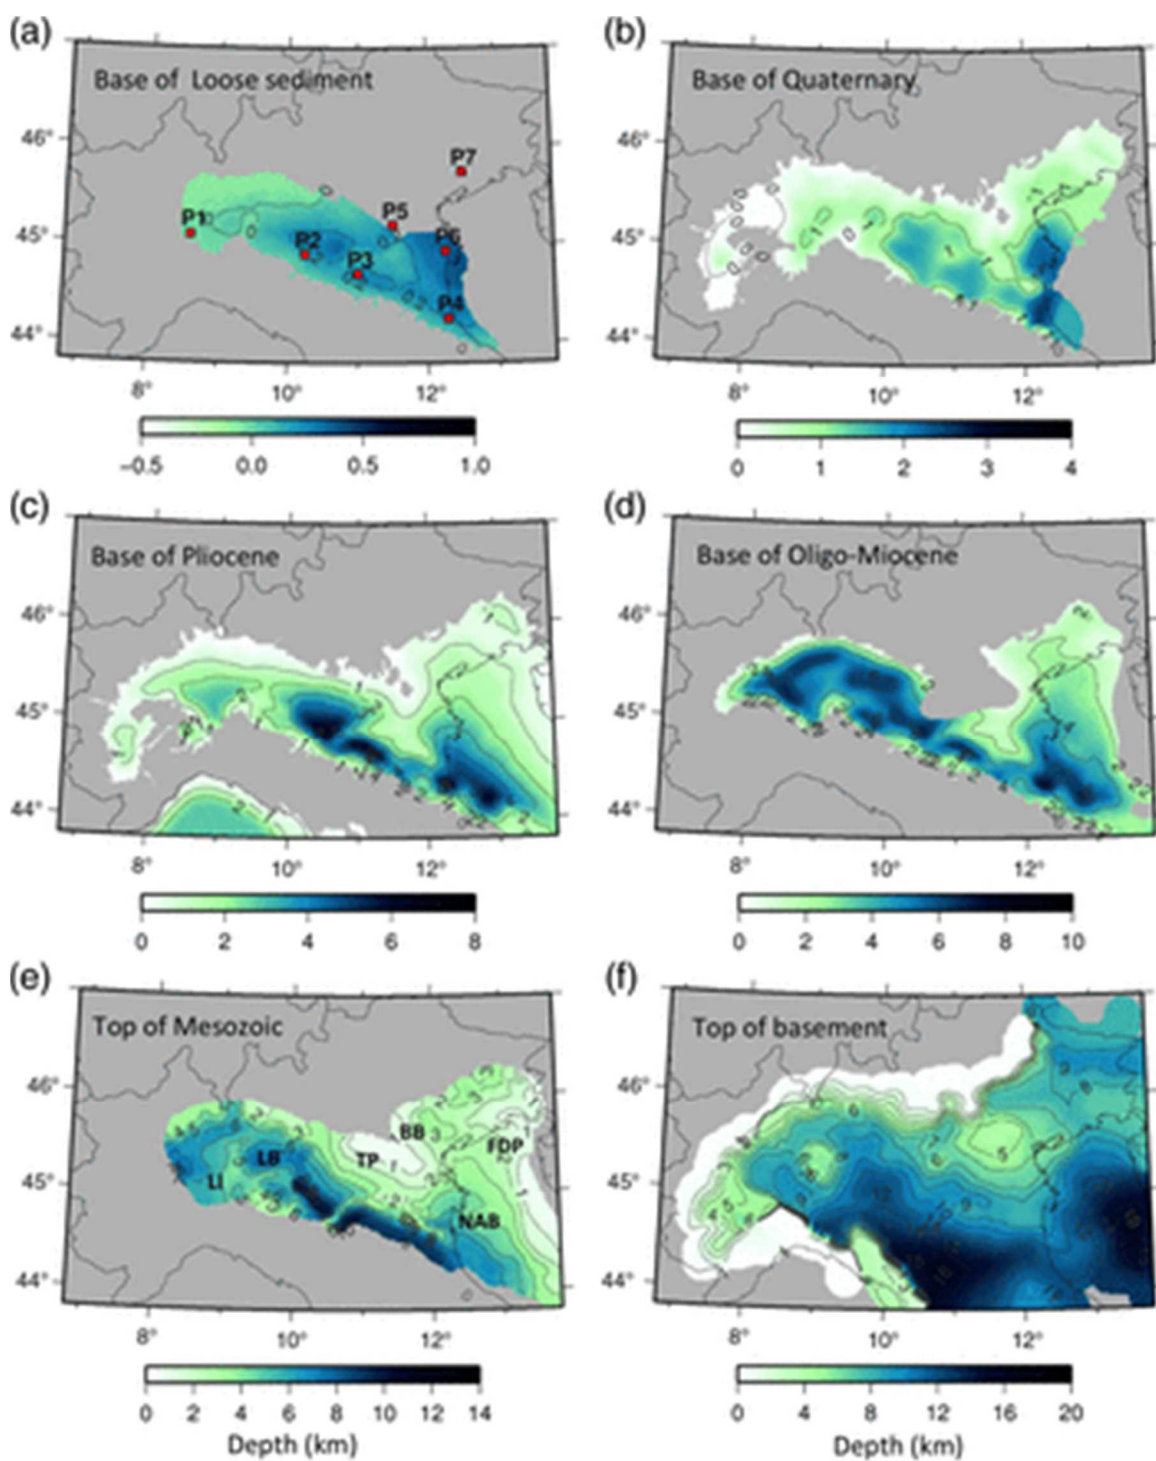 (a)
Base of Loose sediment
P7
P1
P5
P2
P6
P3
P4
46°
45°
44°
8°
10°
12°
−0.5
0.0
0.5
1.0
(b)
Base of Quaternary
46°
45°
44°
8°
10°
12°
0
1
2
3
4
(c)
Base of Pliocene
46°
45°
44°
8°
10°
12°
0
2
4
6
8
(d)
Base of Oligo-Miocene
46°
45°
44°
8°
10°
12°
0
2
4
6
8
10
(e)
Top of Mesozoic
BB
FDP
LB
TP
LI
NAB
46°
45°
44°
8°
10°
12°
0
2
4
6
8
10
12
14
Depth (km)
(f)
Top of basement
46°
45°
44°
8°
10°
12°
0
4
8
12
16
20
Depth (km)